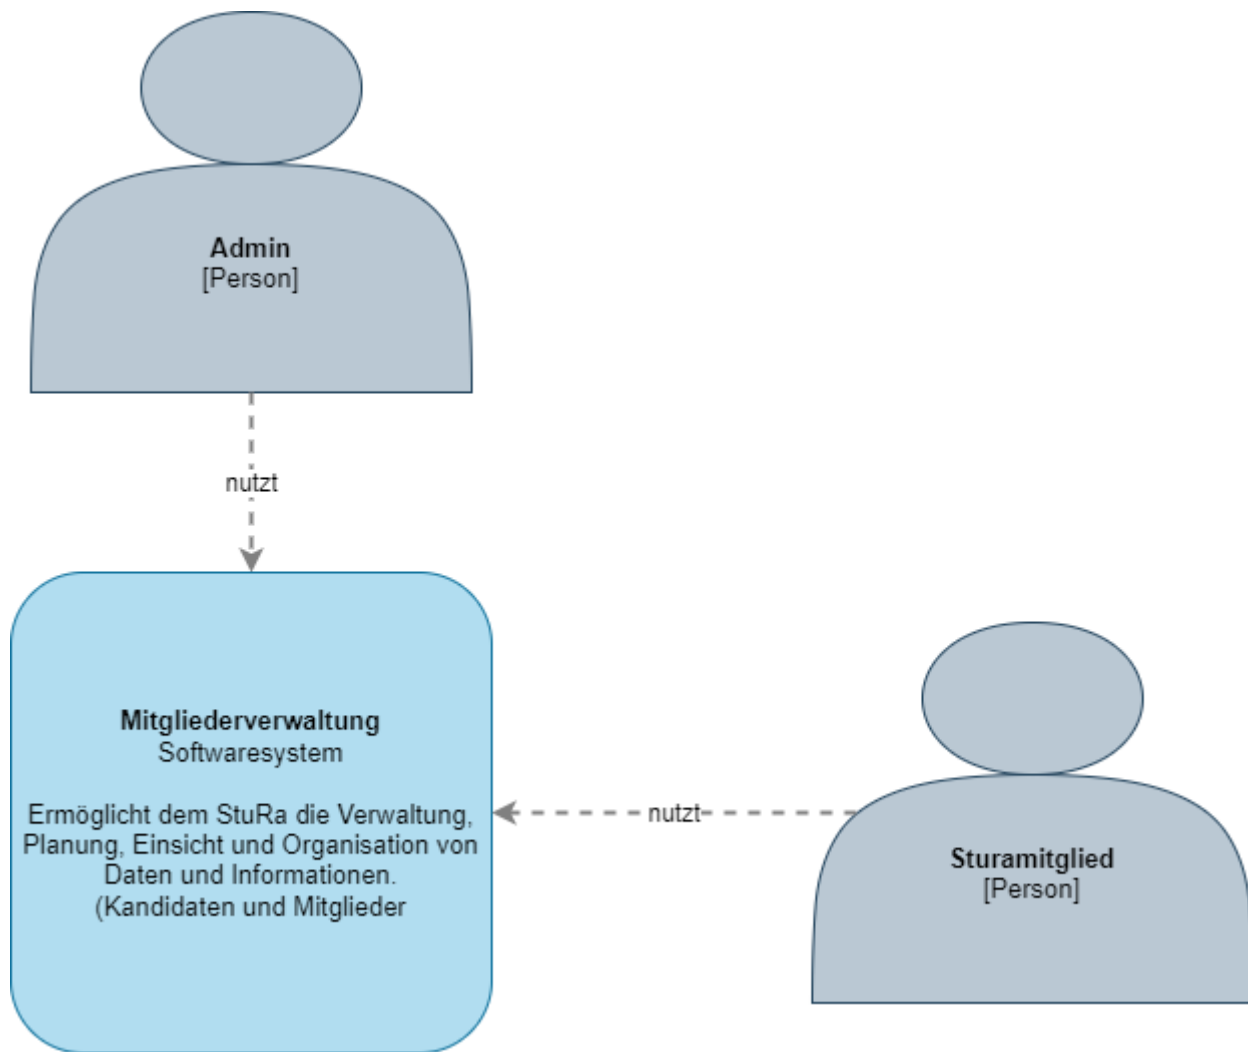 Admin
[Person]
nutzt
Mitgliederverwaltung
Softwaresystem
Ermöglicht dem StuRa die Verwaltung,
Planung, Einsicht und Organisation von
Daten und Informationen.
(Kandidaten und Mitglieder
nutzt
Sturamitglied
[Person]